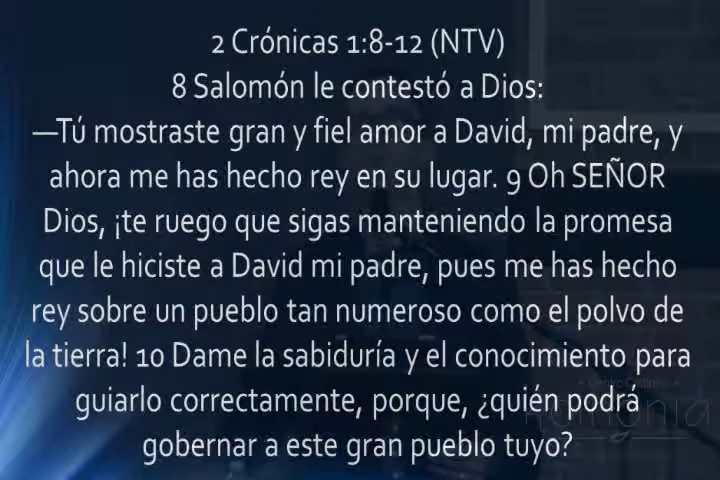 2 Crónicas 1:8-12 (NTV)
8 Salomón le contestó a Dios:
—Tú mostraste gran y fiel amor a David, mi padre, y
ahora me has hecho rey en su lugar. 9 Oh SEÑOR
Dios, ¡te ruego que sigas manteniendo la promesa
que le hiciste a David mi padre, pues me has hecho
rey sobre un pueblo tan numeroso como el polvo de
la tierra! 10 Dame la sabiduría y el conocimiento para
guiarlo correctamente, porque, ¿quién podrá
gobernar a este gran pueblo tuyo?